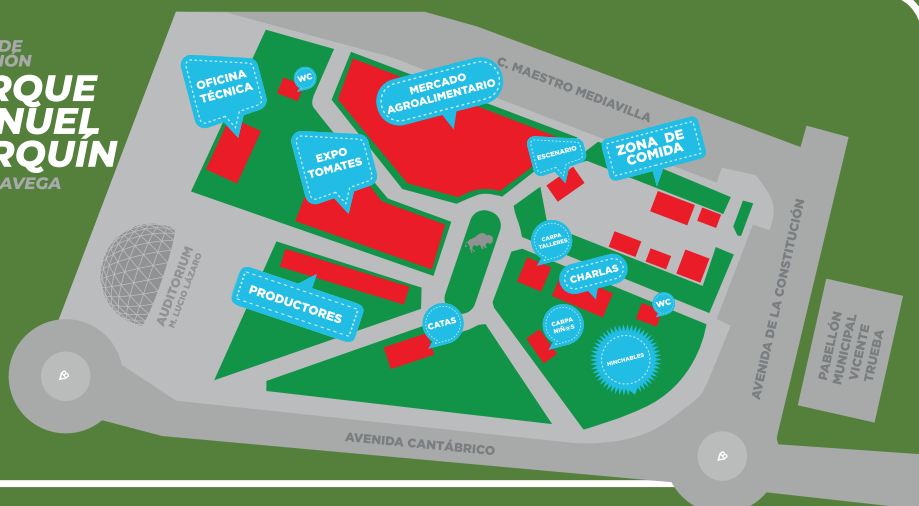 DE
IÓN
RQUE
NUEL
RQUÍN
AVEGA
OFICINA
TÉCNICA
WC
MERCADO
AGROALIMENTARIO
C. MAESTRO MEDIAVILLA
EXPO
TOMATES
ESCENARIO
ZONA DE
COMIDA
AUDITORIUM
M. LUCIO LÁZARO
PRODUCTORES
CATAS
CARPA
TALLERES
CHARLAS
CARPA
NIÑ@S
WC
HINCHABLES
AVENIDA DE LA CONSTITUCIÓN
PABELLÓN
MUNICIPAL
VICENTE
TRUEBA
AVENIDA CANTÁBRICO